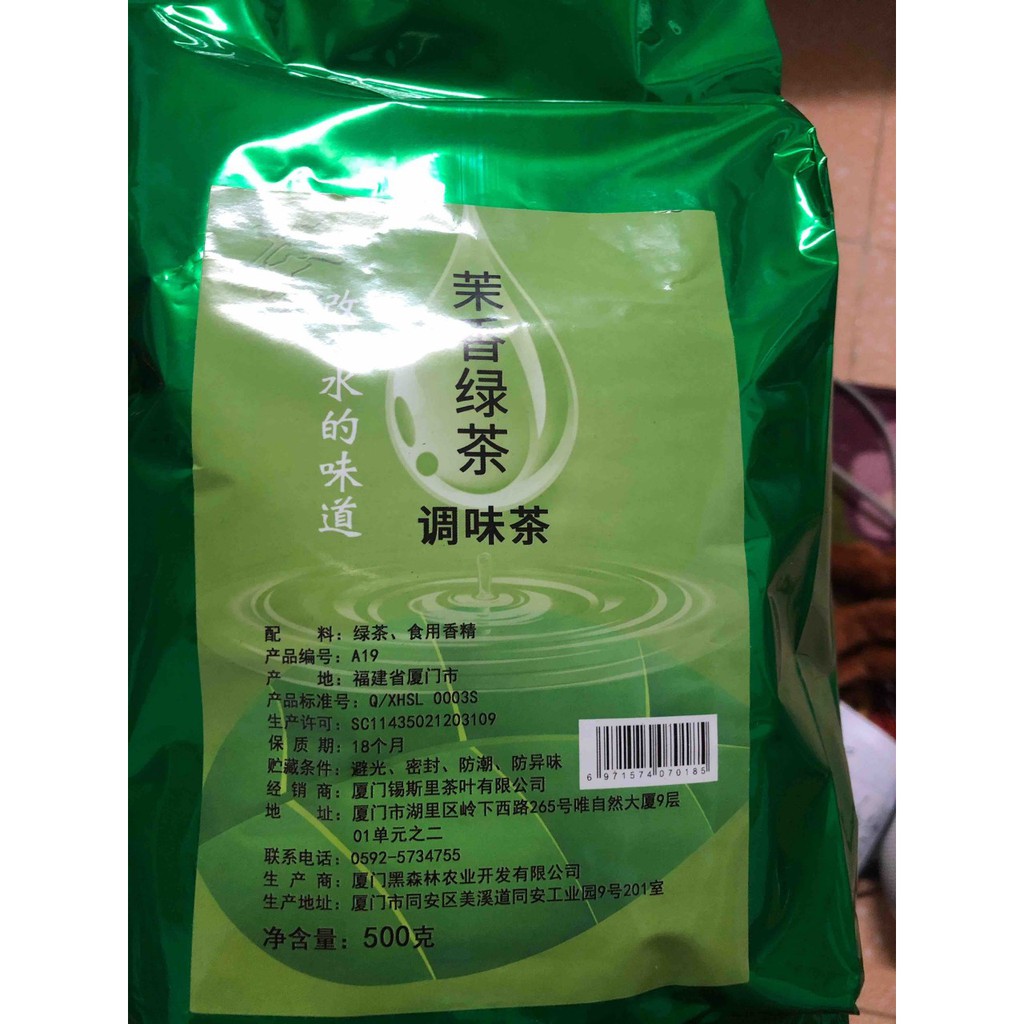 茉香绿茶
调味茶
水的味道
配 料：绿茶、食用香精
产品编号：A19
产 地：福建省厦门市
产品标准号：Q/XHSL 0003S
生产许可：SC11435021203109
保 质 期：18个月
贮藏条件：避光、密封、防潮、防异味
经 销 商：厦门锡斯里茶叶有限公司
地 址：厦门市湖里区岭下西路265号唯自然大厦9层
01单元之二
联系电话：0592-5734755
生 产 商：厦门黑森林农业开发有限公司
生产地址：厦门市同安区美溪道同安工业园9号201室
净含量：500克
6 971574 070185